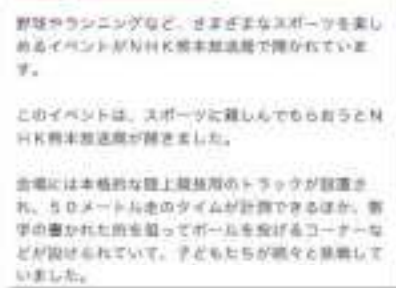 野球やランニングなど、さまざまなスポーツを楽し
めるイベントがNHK熊本放送局で開かれていま
す。
このイベントは、スポーツに親しんでもらおうとN
HK熊本放送局が開きました。
会場には本格的な陸上競技用のトラックが設置さ
れ、50メートル走のタイムが計測できるほか、数
字の書かれた的を狙ってボールを投げるコーナーな
どが設けられていて、子どもたちが続々と挑戦して
いました。